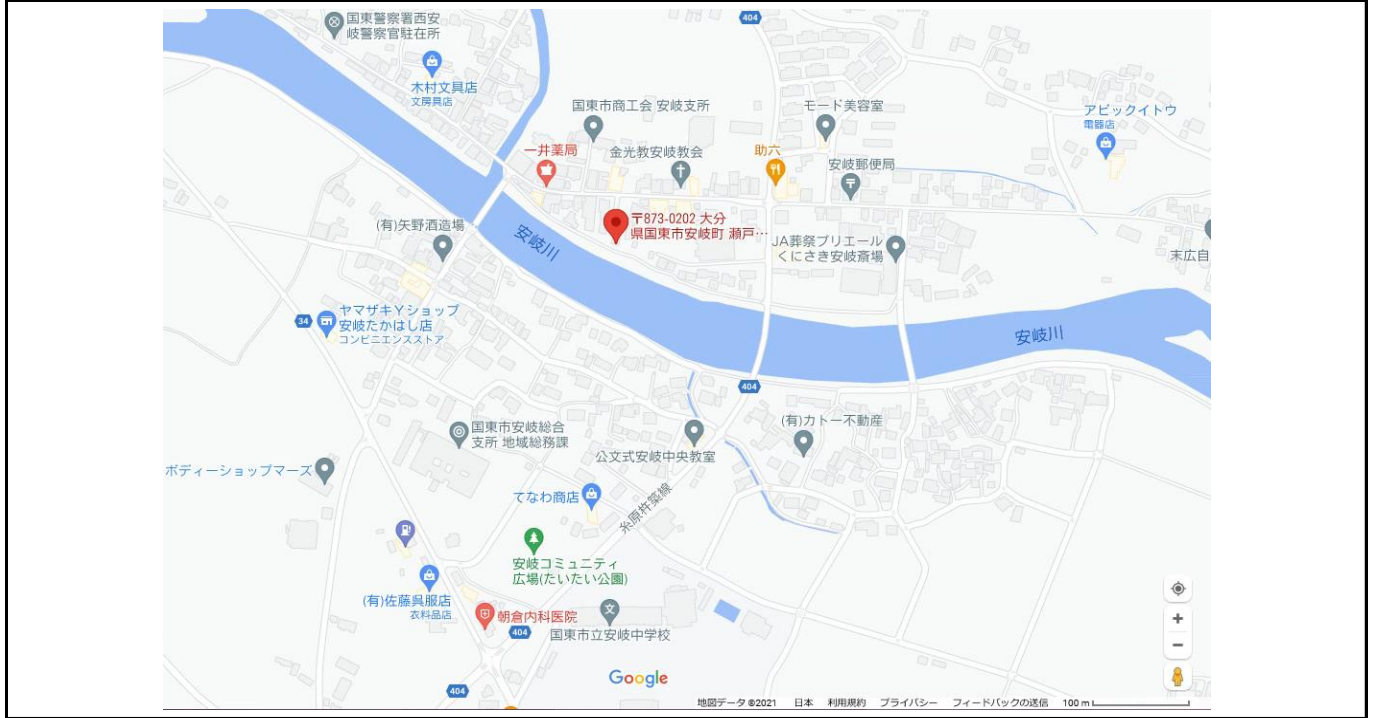 国東警察署西安
岐警察官駐在所
404
木村文具店
文房具店
国東市商工会 安岐支所
モード美容室
アビックイトウ
電器店
一井薬局
金光教安岐教会
助六
安岐郵便局
〒873-0202 大分
県国東市安岐町 瀬戸…
(有)矢野酒造場
安岐川
JA葬祭プリエール
くにさき安岐斎場
末広自
ヤマザキYショップ
安岐たかはし店
コンビニエンスストア
34
安岐川
404
国東市安岐総合
支所 地域総務課
(有)カトー不動産
公文式安岐中央教室
ボディーショップマーズ
てなわ商店
糸原杵築線
安岐コミュニティ
広場(たいたい公園)
(有)佐藤呉服店
衣料品店
朝倉内科医院
404
文
国東市立安岐中学校
Google
404
地図データ ©2021 日本 利用規約 プライバシー フィードバックの送信 100 m